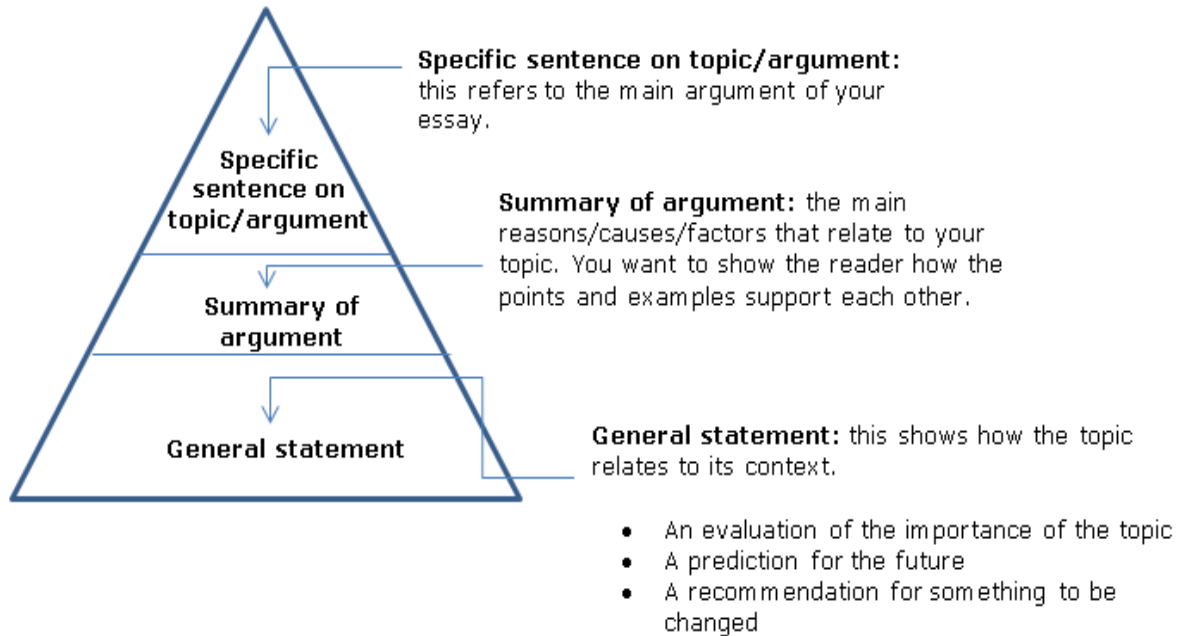 Specific sentence on topic/argument:
this refers to the main argument of your
essay.
Specific
sentence on
topic/argument
Summary of argument: the main
reasons/causes/factors that relate to your
topic. You want to show the reader how the
points and examples support each other.
Summary of
argument
General statement
General statement: this shows how the topic
relates to its context.
• An evaluation of the importance of the topic
• A prediction for the future
• A recommendation for something to be
changed